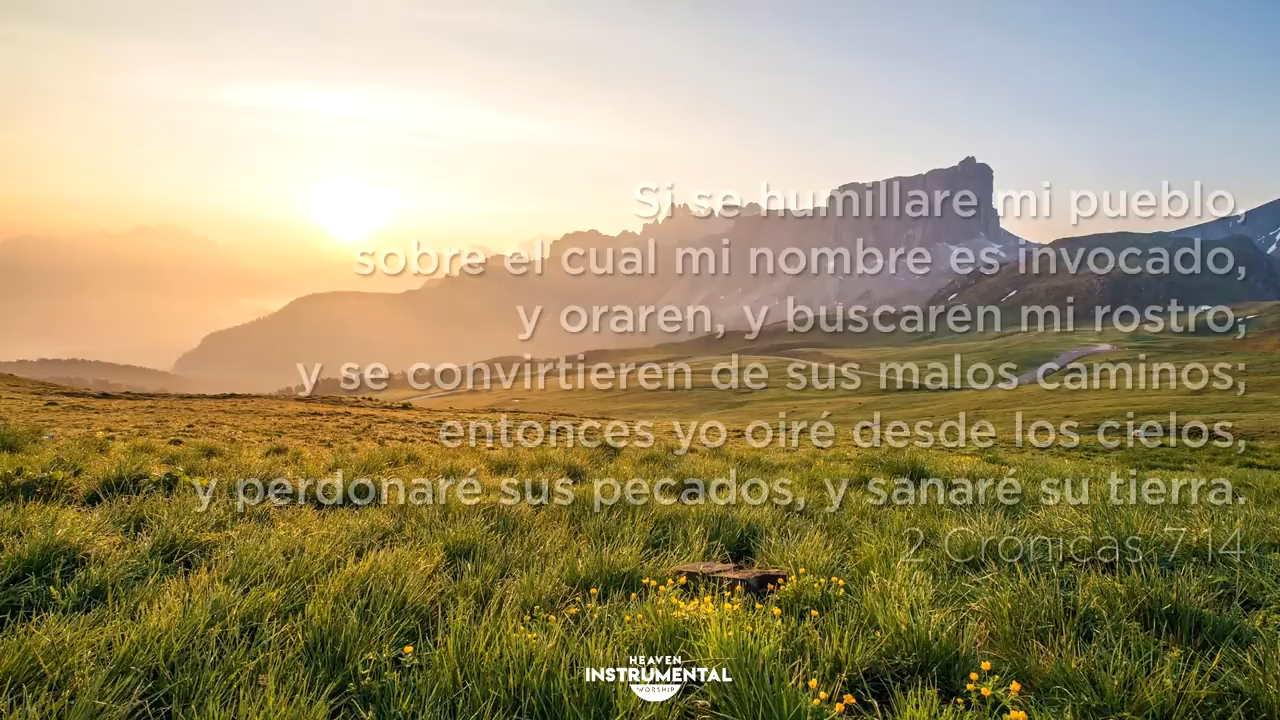 Si se humillare mi pueblo,
sobre el cual mi nombre es invocado,
y oraren, y buscaren mi rostro,
y se convirtieren de sus malos caminos;
entonces yo oiré desde los cielos,
y perdonaré sus pecados, y sanaré su tierra.
2 Crónicas 7:14
HEAVEN
INSTRUMENTAL
WORSHIP